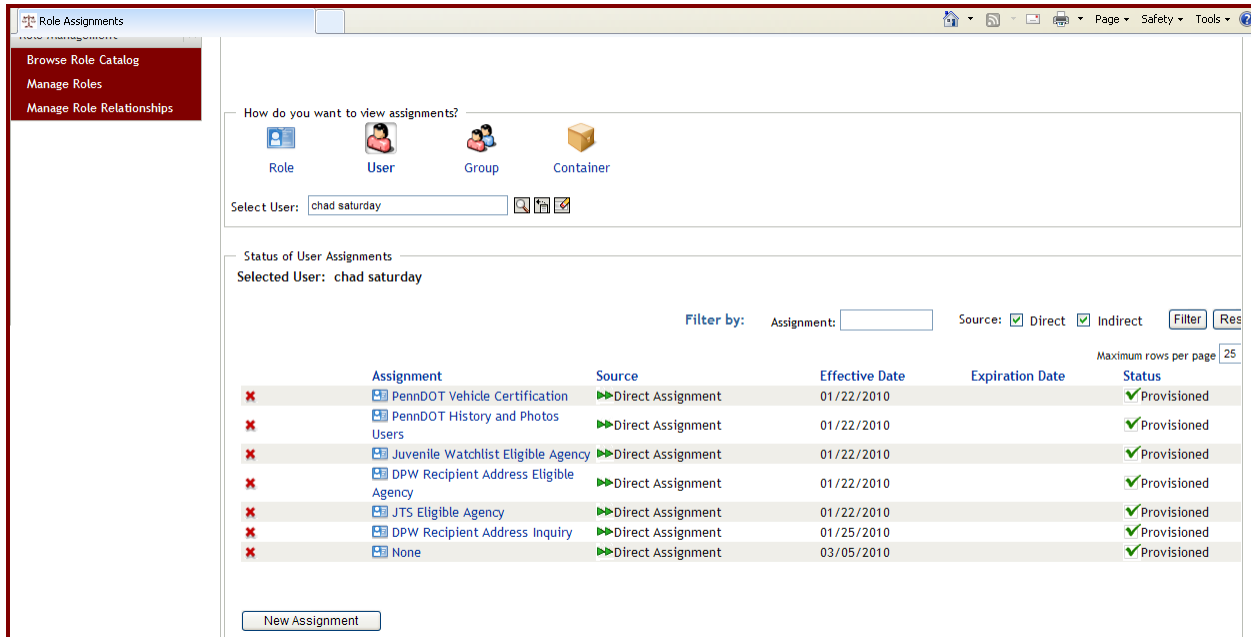 Role Assignments
Page
Safety
Tools
Role Management
Browse Role Catalog
Manage Roles
Manage Role Relationships
How do you want to view assignments?
Role User Group Container
Select User: chad saturday
Status of User Assignments
Selected User: chad saturday
Filter by: Assignment: Source: Direct Indirect Filter Res
Maximum rows per page 25
Assignment Source Effective Date Expiration Date Status
PennDOT Vehicle Certification Direct Assignment 01/22/2010 Provisioned
PennDOT History and Photos
Users Direct Assignment 01/22/2010 Provisioned
Juvenile Watchlist Eligible Agency Direct Assignment 01/22/2010 Provisioned
DPW Recipient Address Eligible
Agency Direct Assignment 01/22/2010 Provisioned
JTS Eligible Agency Direct Assignment 01/22/2010 Provisioned
DPW Recipient Address Inquiry Direct Assignment 01/25/2010 Provisioned
None Direct Assignment 03/05/2010 Provisioned
New Assignment